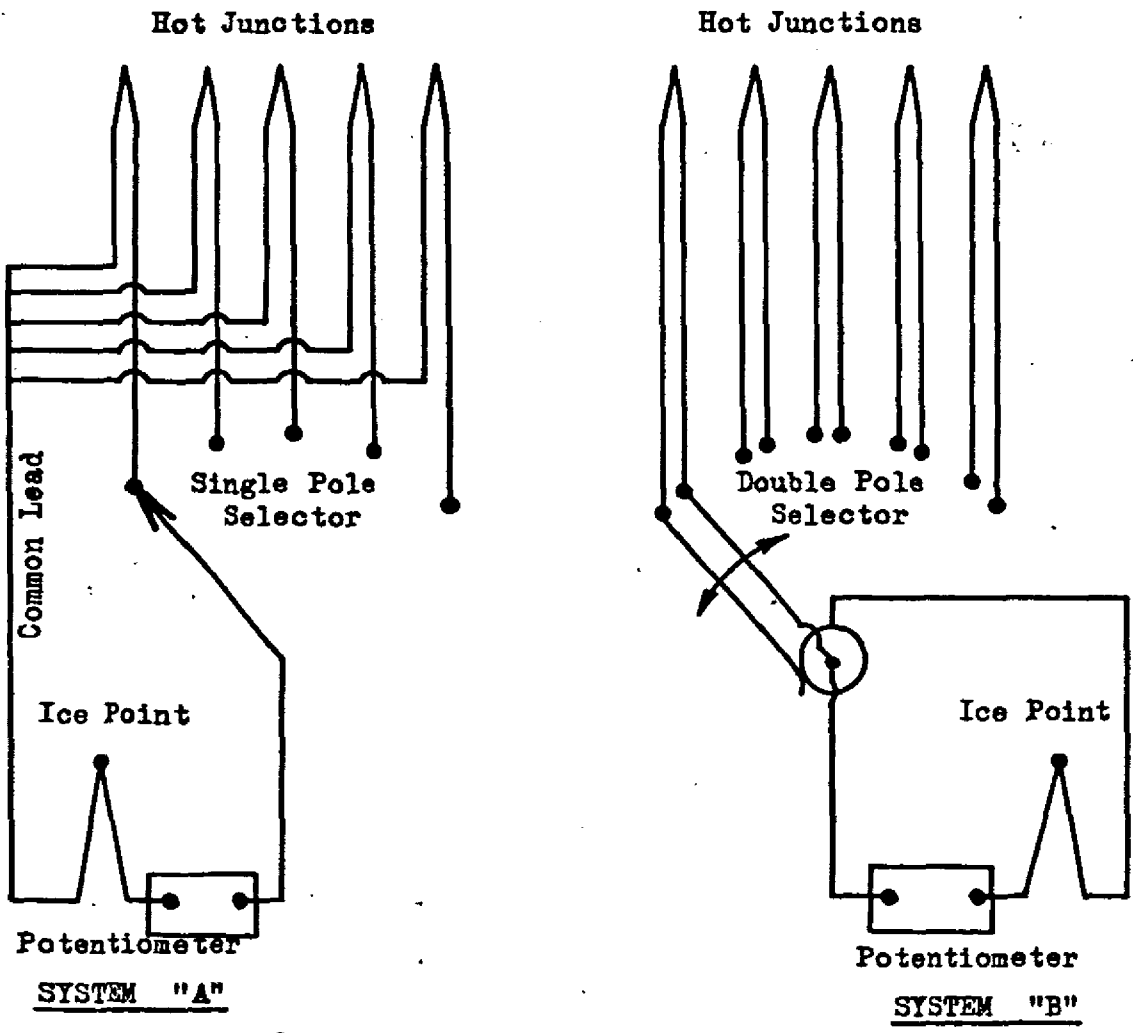 Hot Junctions
Single Pole
Selector
Common Lead
Ice Point
Potentiometer
SYSTEM "A"
Hot Junctions
Double Pole
Selector
Ice Point
Potentiometer
SYSTEM "B"